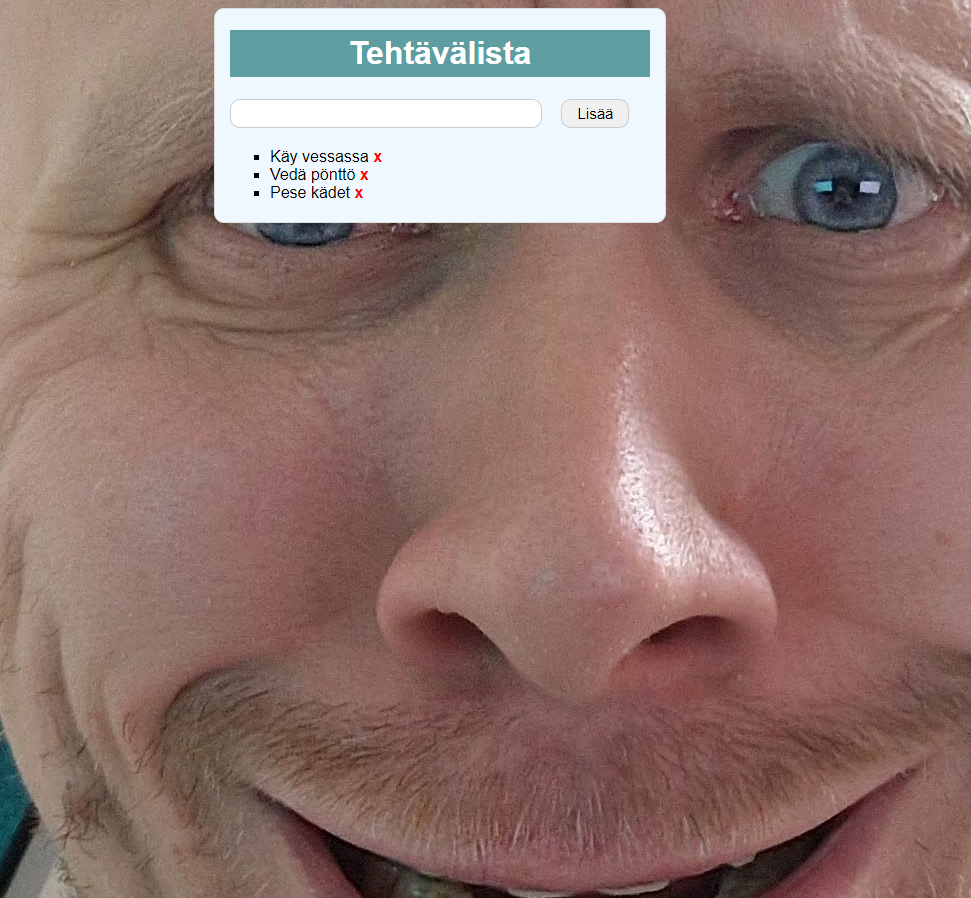 Tehtävälista
Lisää
Käy vessassa x
Vedä pönttö x
Pese kädet x